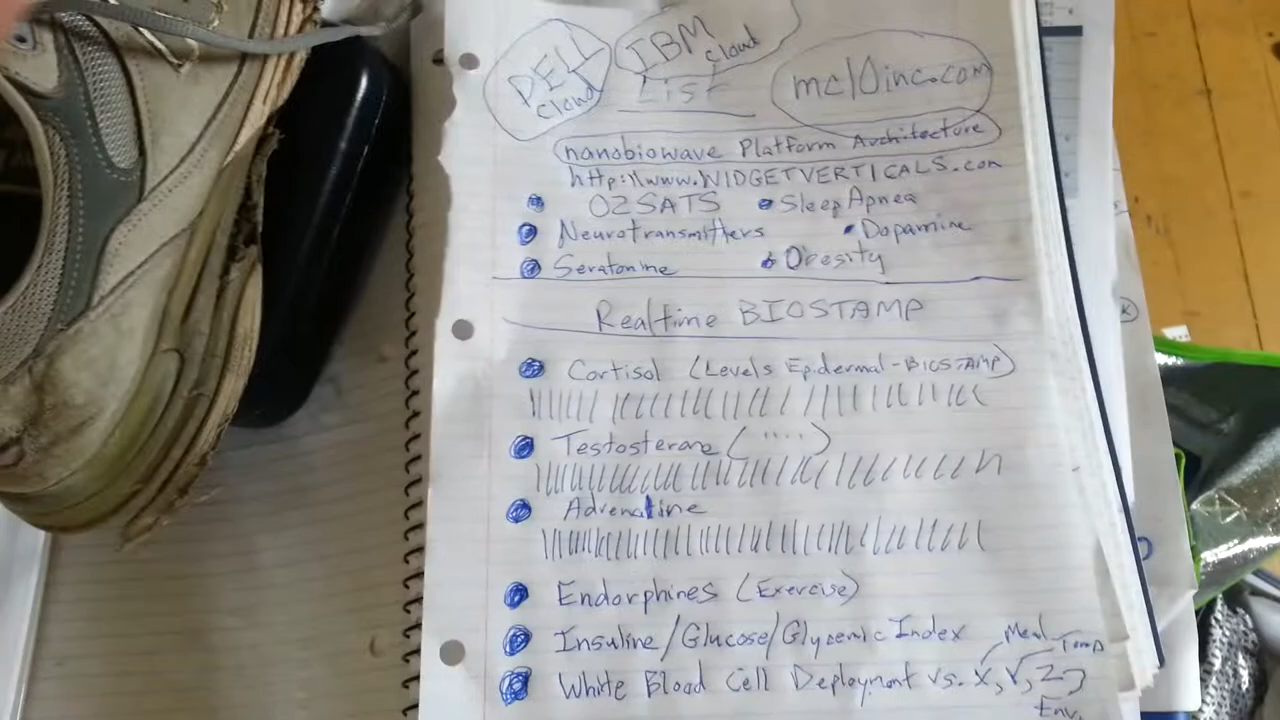 DELL cloud
IBM cloud
List
mc10inc.com
nanobiowave Platform Architecture
http://www.NIDGETVERTICALS.com
O2SATS • Sleep Apnea
Neurotransmitters • Dopamine
Seratonine • Obesity
Realtime BIOSTAMP
• Cortisol (Levels Epidermal-BIOSTAMP)
• Testosterone (....)
• Adrenaline
• Endorphines (Exercise)
• Insuline/Glucose/Glycemic Index
Meal Temp
• White Blood Cell Deployment vs. X, Y, Z
Env.